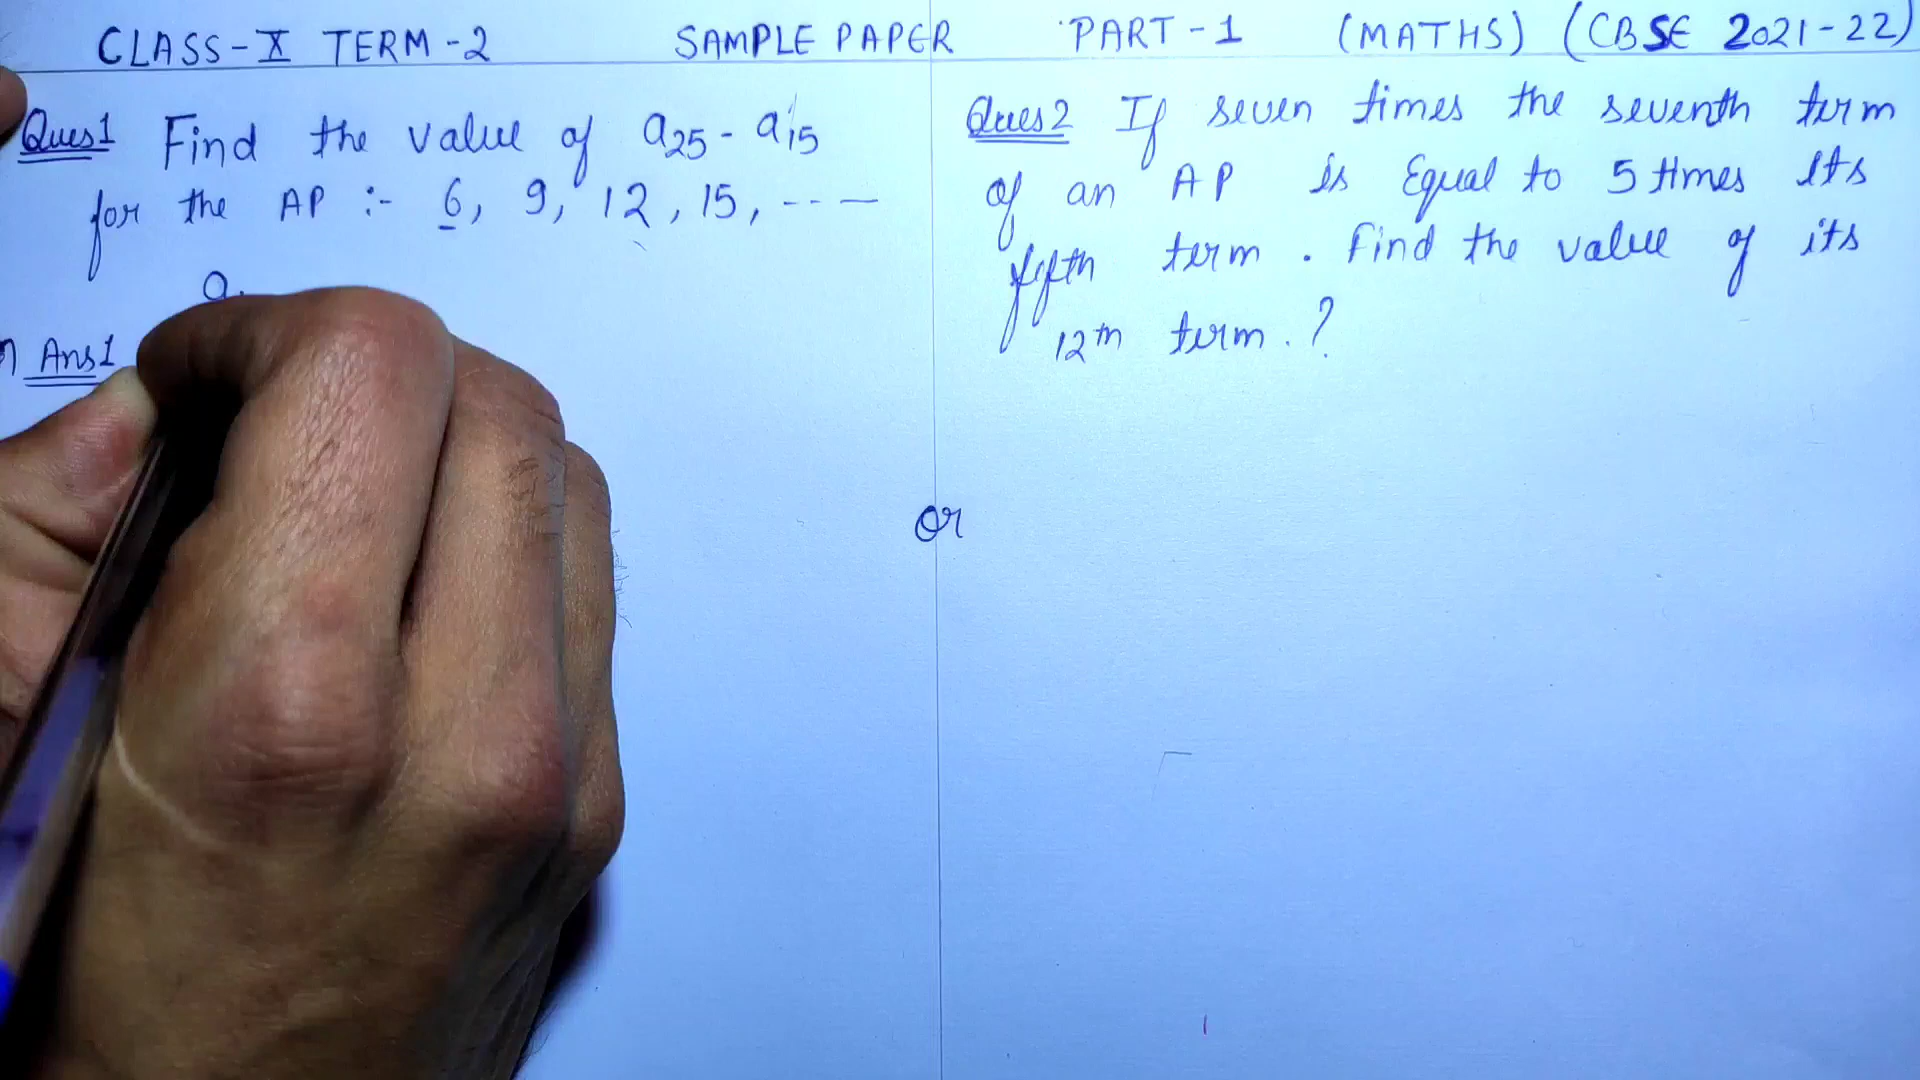 CLASS-X TERM-2 SAMPLE PAPER PART-1 (MATHS) (CBSE 2021-22)
Ques1 Find the value of a25 - a15
for the AP :- 6, 9, 12, 15, ---
a
Ans1
or
Ques2 If seven times the seventh term
of an AP is Equal to 5 times Its
fifth term. Find the value of its
12th term.?